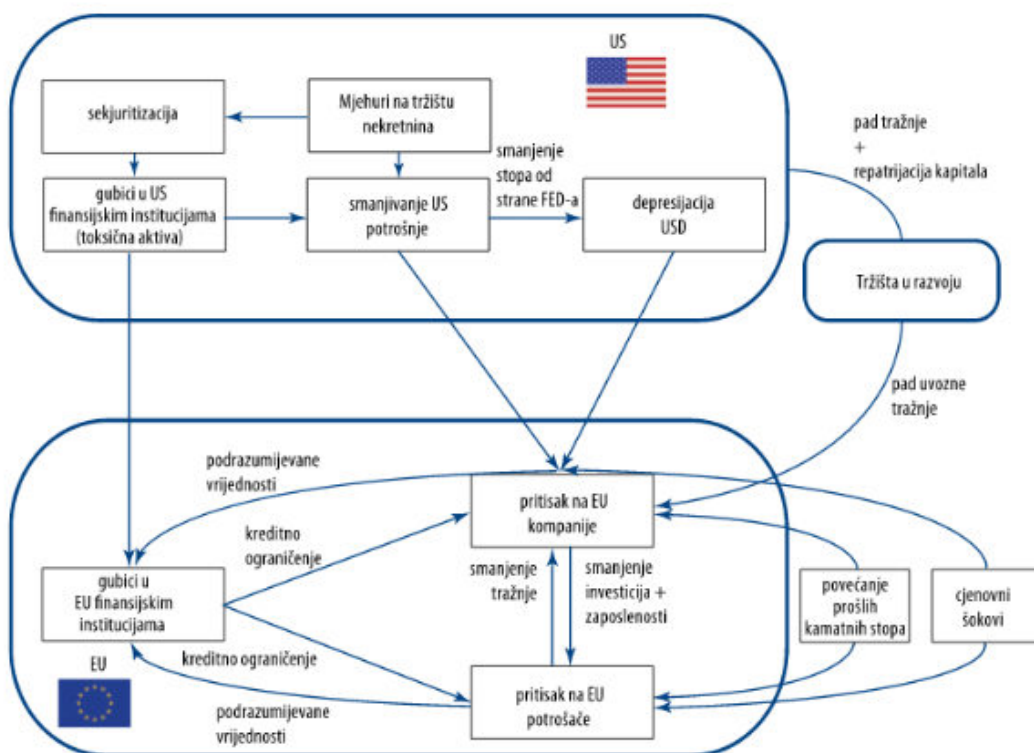 US
sekjuritizacija
Mjehuri na tržištu
nekretnina
smanjenje
stopa od
strane FED-a
pad tražnje
+
repatrijacija kapitala
gubici u US
finansijskim institucijama
(toksična aktiva)
smanjivanje US
potrošnje
depresijacija
USD
Tržišta u razvoju
pad uvozne
tražnje
podrazumijevane
vrijednosti
pritisak na EU
kompanije
kreditno
ograničenje
smanjenje
tražnje
smanjenje
investicija +
zaposlenosti
gubici u
EU finansijskim
institucijama
povećanje
prošlih
kamatnih stopa
cjenovni
šokovi
EU
kreditno ograničenje
pritisak na EU
potrošače
podrazumijevane
vrijednosti